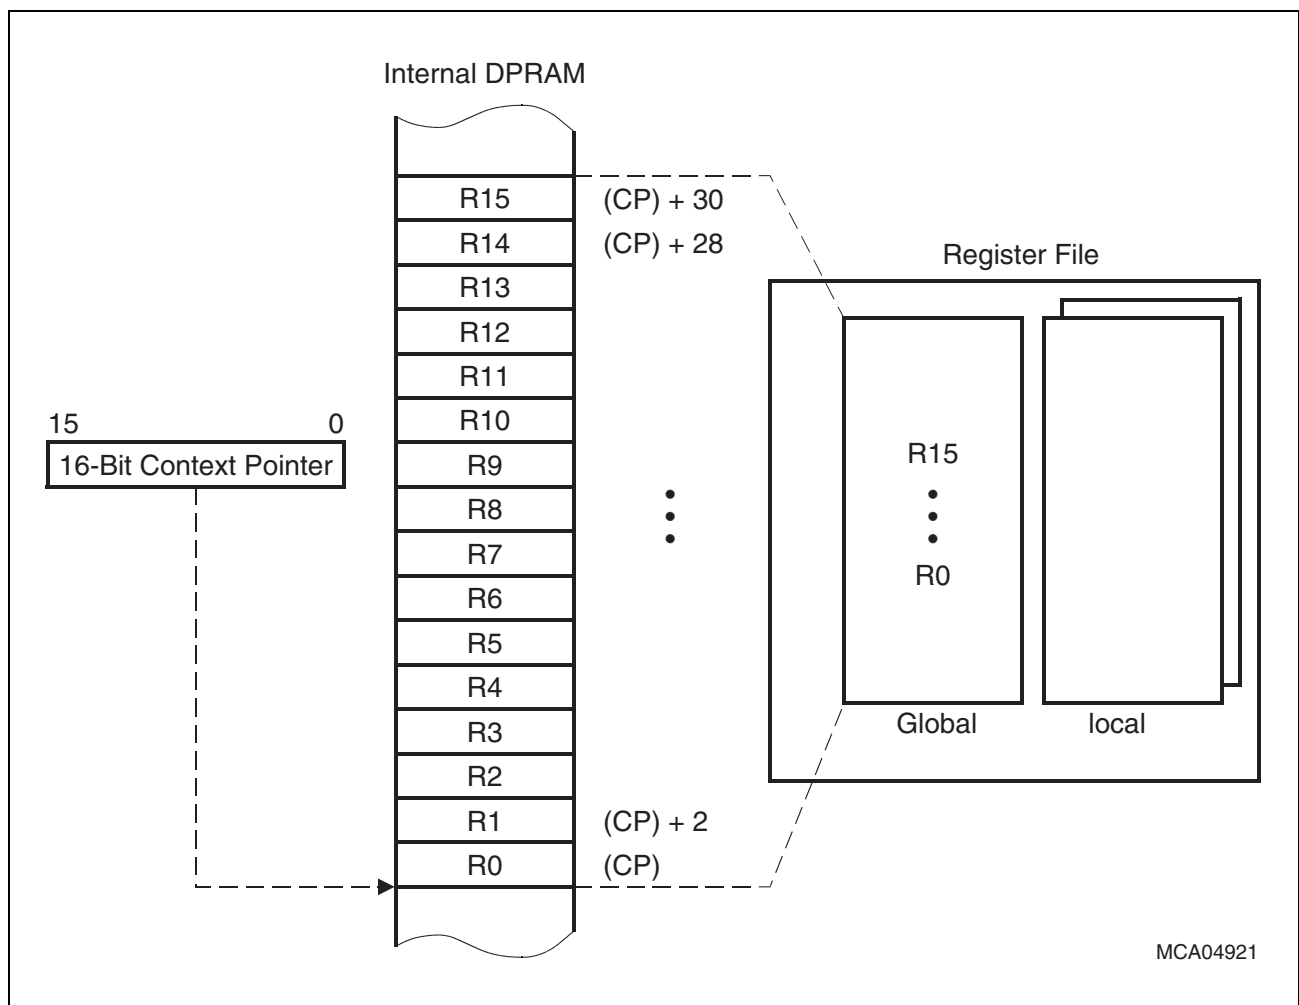 Internal DPRAM
R15 (CP) + 30
R14 (CP) + 28
R13
R12
R11
R10
R9
R8
R7
R6
R5
R4
R3
R2
R1 (CP) + 2
R0 (CP)
15 0
16-Bit Context Pointer
Register File
R15
R0
Global local
MCA04921